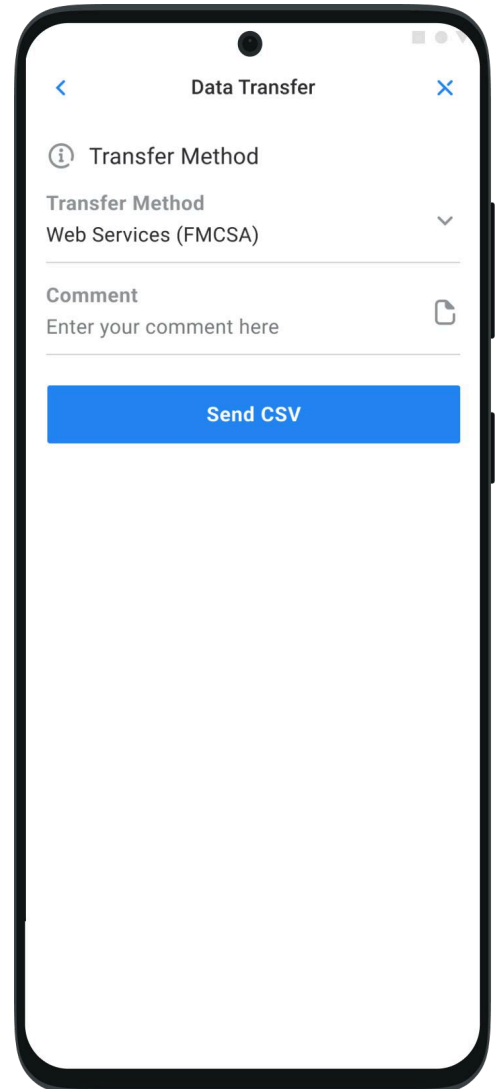 Data Transfer
Transfer Method
Transfer Method
Web Services (FMCSA)
Comment
Enter your comment here
Send CSV